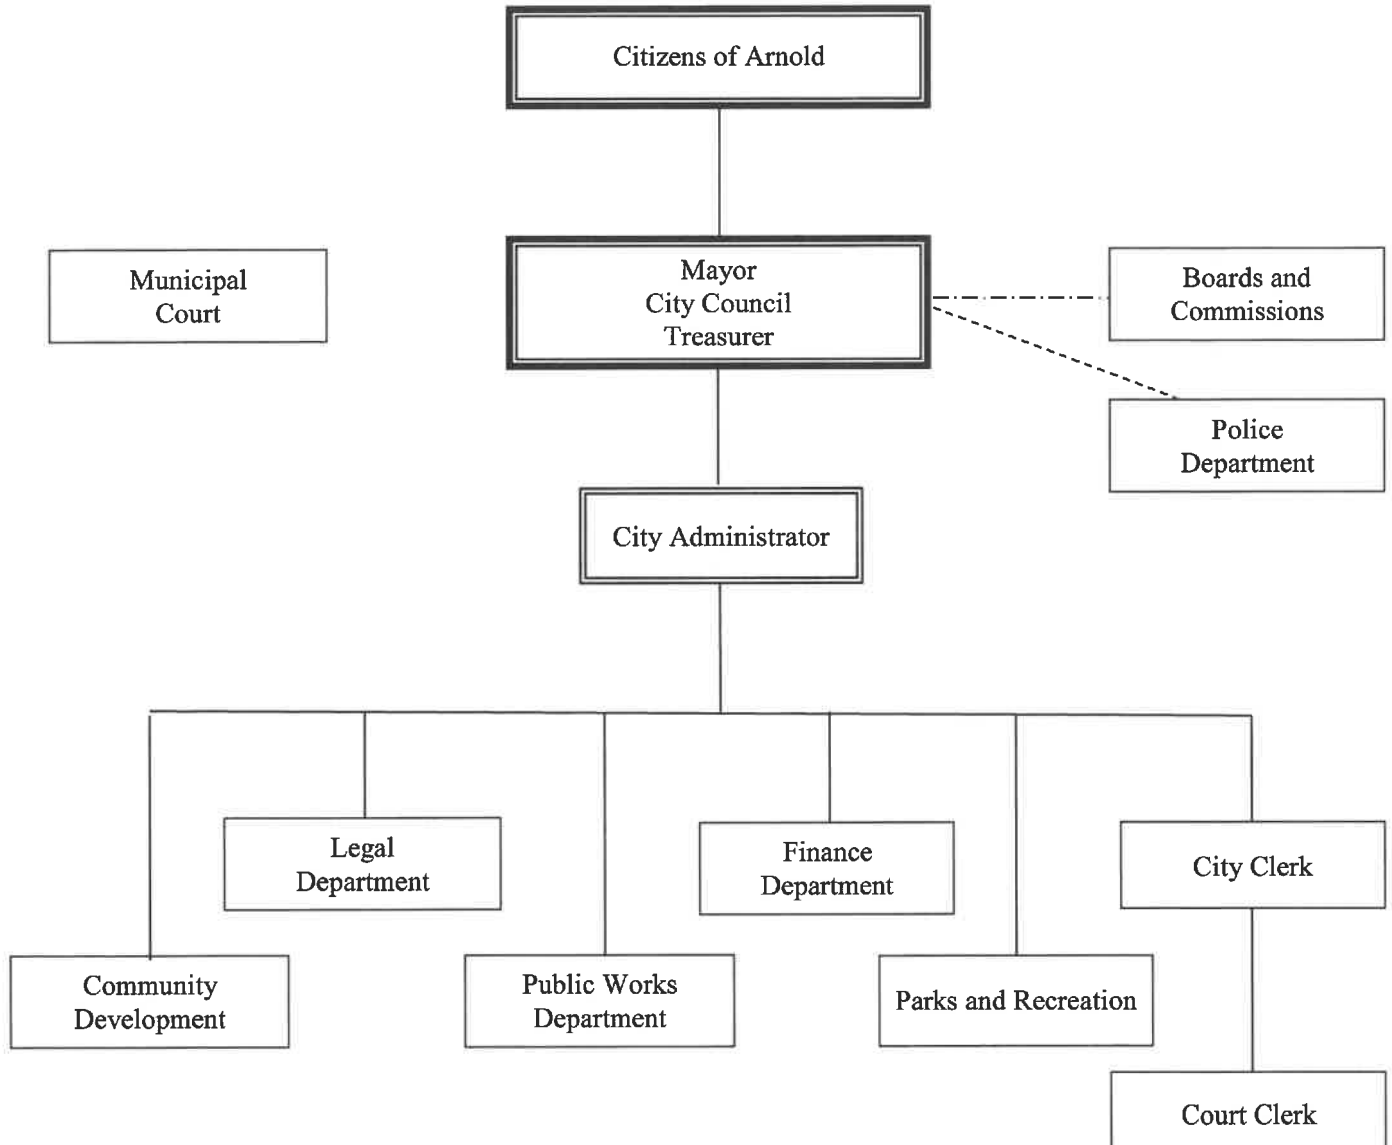 Citizens of Arnold
Municipal
Court
Mayor
City Council
Treasurer
Boards and
Commissions
Police
Department
City Administrator
Legal
Department
Finance
Department
City Clerk
Community
Development
Public Works
Department
Parks and Recreation
Court Clerk